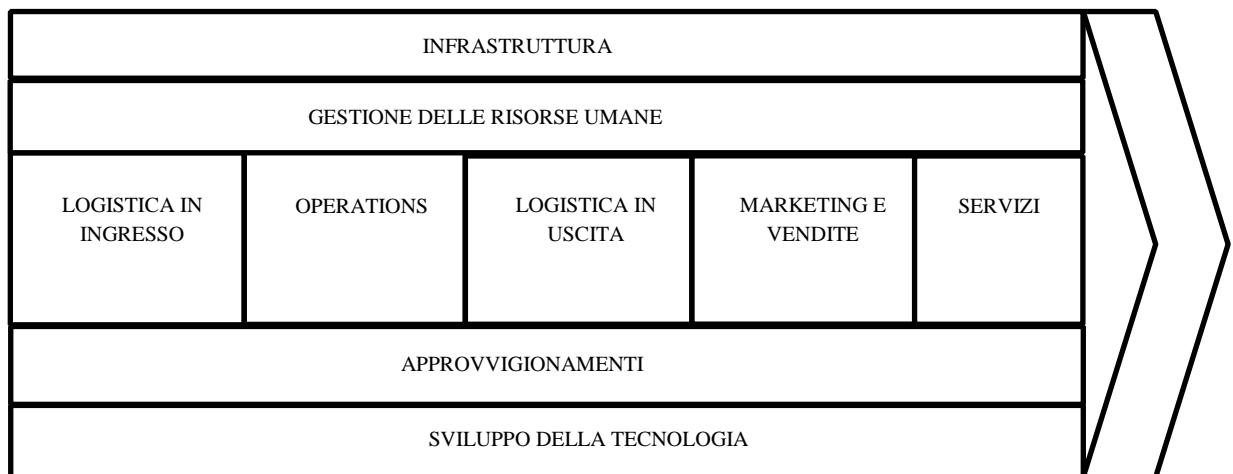 INFRASTRUTTURA
GESTIONE DELLE RISORSE UMANE
LOGISTICA IN
INGRESSO
OPERATIONS
LOGISTICA IN
USCITA
MARKETING E
VENDITE
SERVIZI
APPROVVIGIONAMENTI
SVILUPPO DELLA TECNOLOGIA